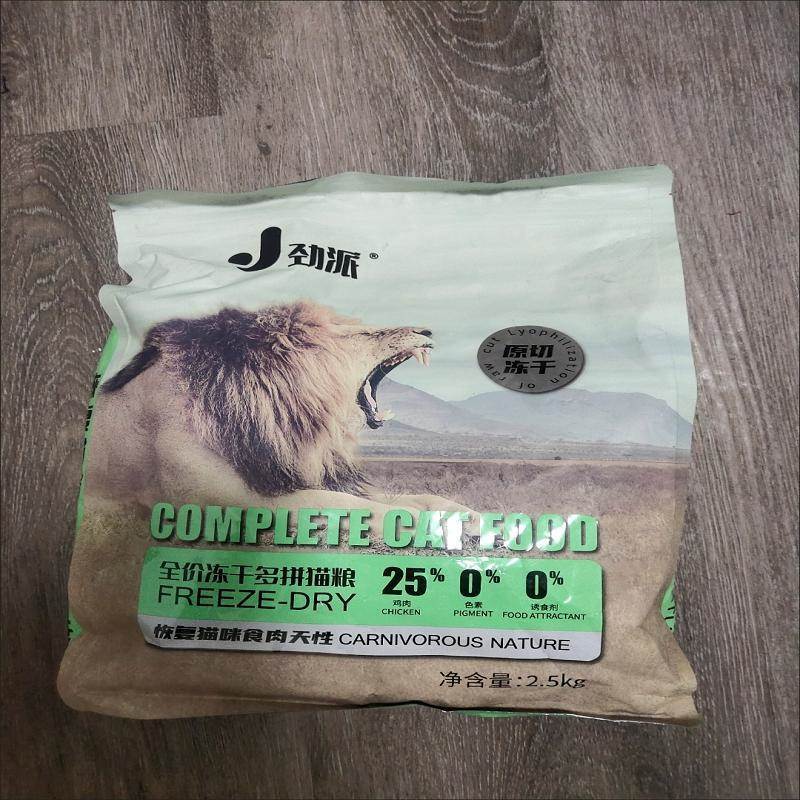 J 劲派®
Lyophilization of raw cut
原切
冻干
COMPLETE CAT FOOD
全价冻干多拼猫粮
FREEZE-DRY
25% 0% 0%
鸡肉 色素 诱食剂
CHICKEN PIGMENT FOOD ATTRACTANT
恢复猫咪食肉天性 CARNIVOROUS NATURE
净含量:2.5kg